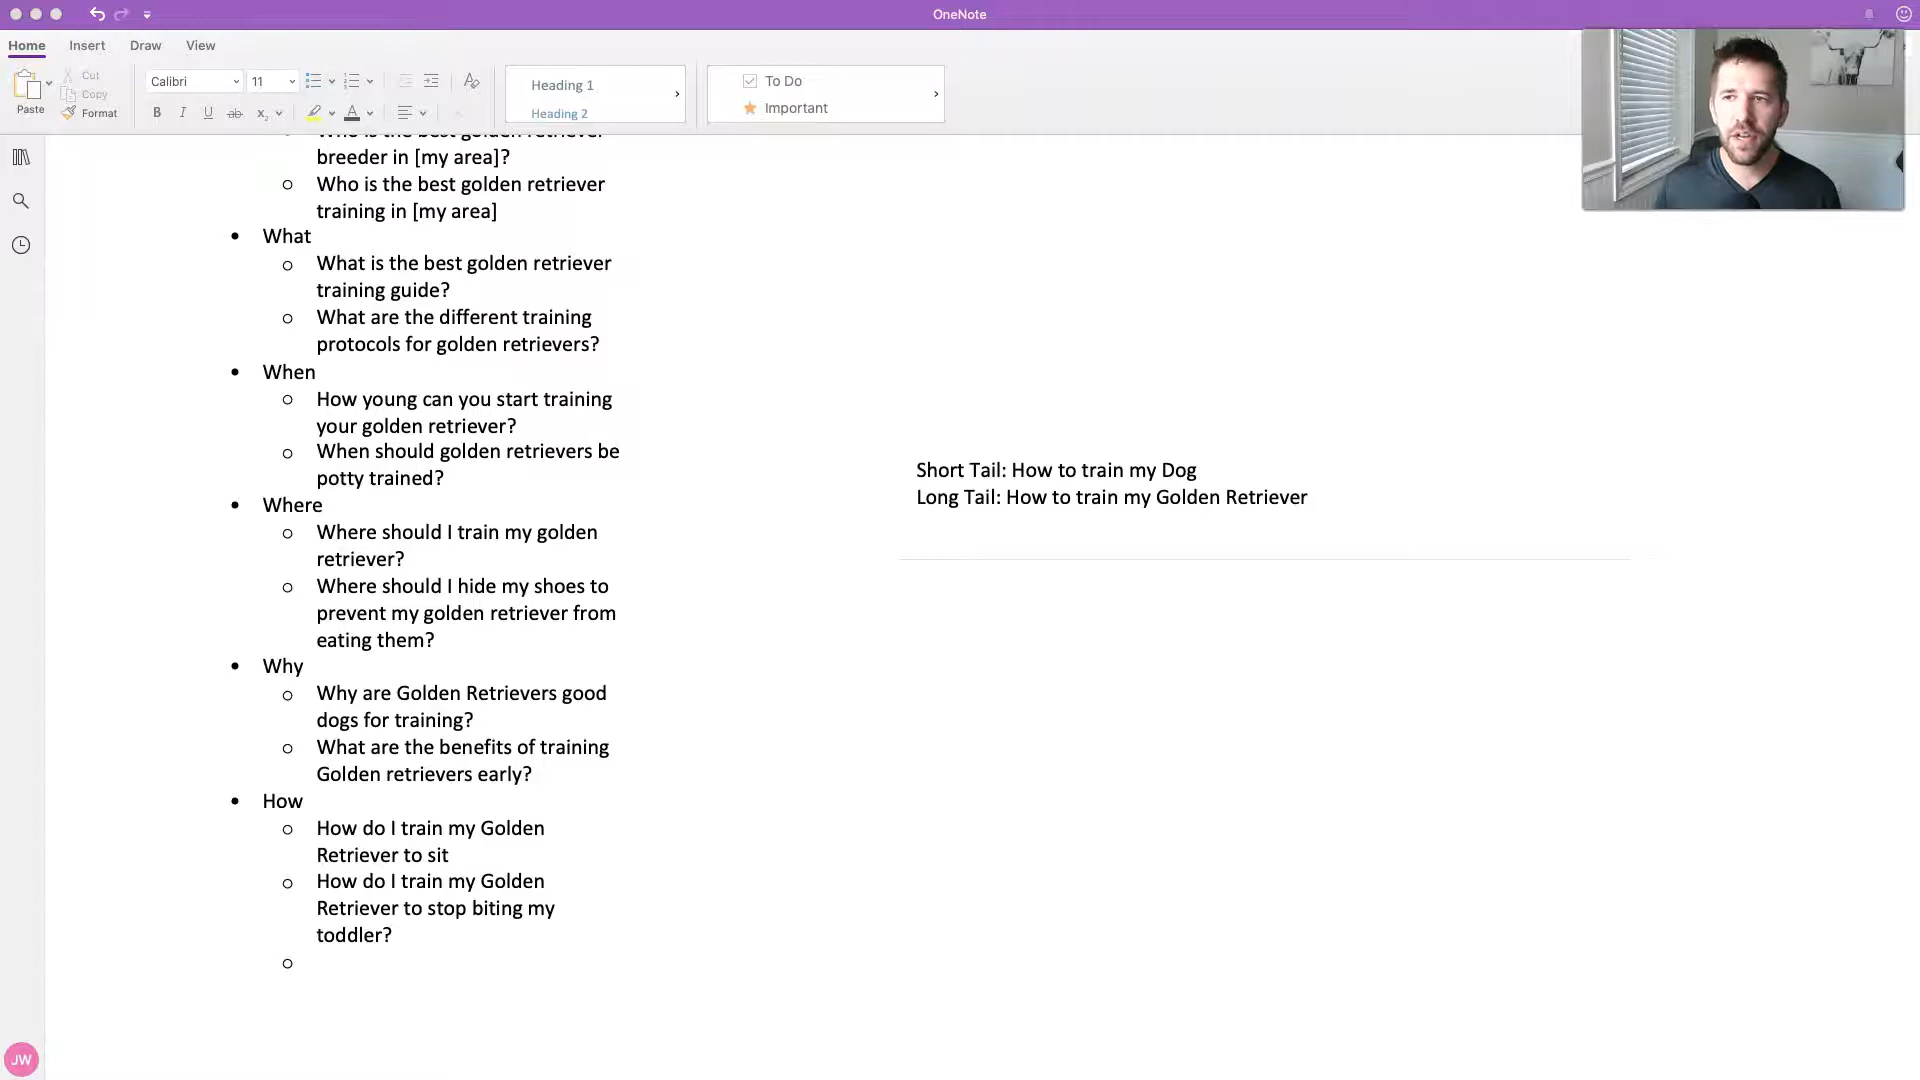 OneNote
Home Insert Draw View
Paste
Cut
Copy
Format
Calibri 11
B I U ab x
A
Heading 1
Heading 2
To Do
Important
Who is the best golden retriever
breeder in [my area]?
Who is the best golden retriever
training in [my area]
What
What is the best golden retriever
training guide?
What are the different training
protocols for golden retrievers?
When
How young can you start training
your golden retriever?
When should golden retrievers be
potty trained?
Where
Where should I train my golden
retriever?
Where should I hide my shoes to
prevent my golden retriever from
eating them?
Why
Why are Golden Retrievers good
dogs for training?
What are the benefits of training
Golden retrievers early?
How
How do I train my Golden
Retriever to sit
How do I train my Golden
Retriever to stop biting my
toddler?
Short Tail: How to train my Dog
Long Tail: How to train my Golden Retriever
JW